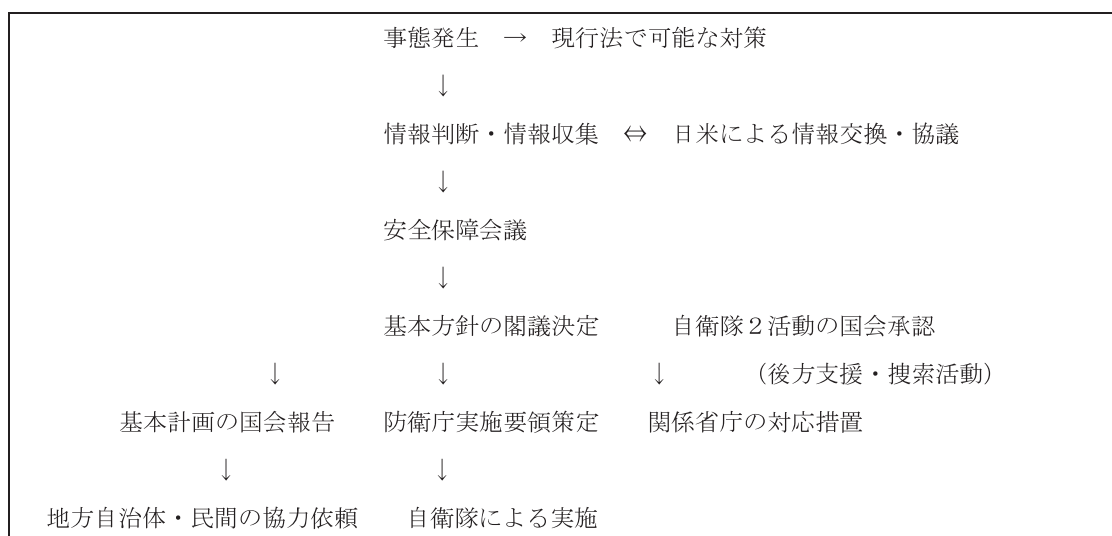 事態発生 → 現行法で可能な対策
↓
情報判断・情報収集 ⇔ 日米による情報交換・協議
↓
安全保障会議
↓
基本方針の閣議決定 自衛隊２活動の国会承認
↓ ↓ ↓ （後方支援・捜索活動）
基本計画の国会報告 防衛庁実施要領策定 関係省庁の対応措置
↓ ↓
地方自治体・民間の協力依頼 自衛隊による実施